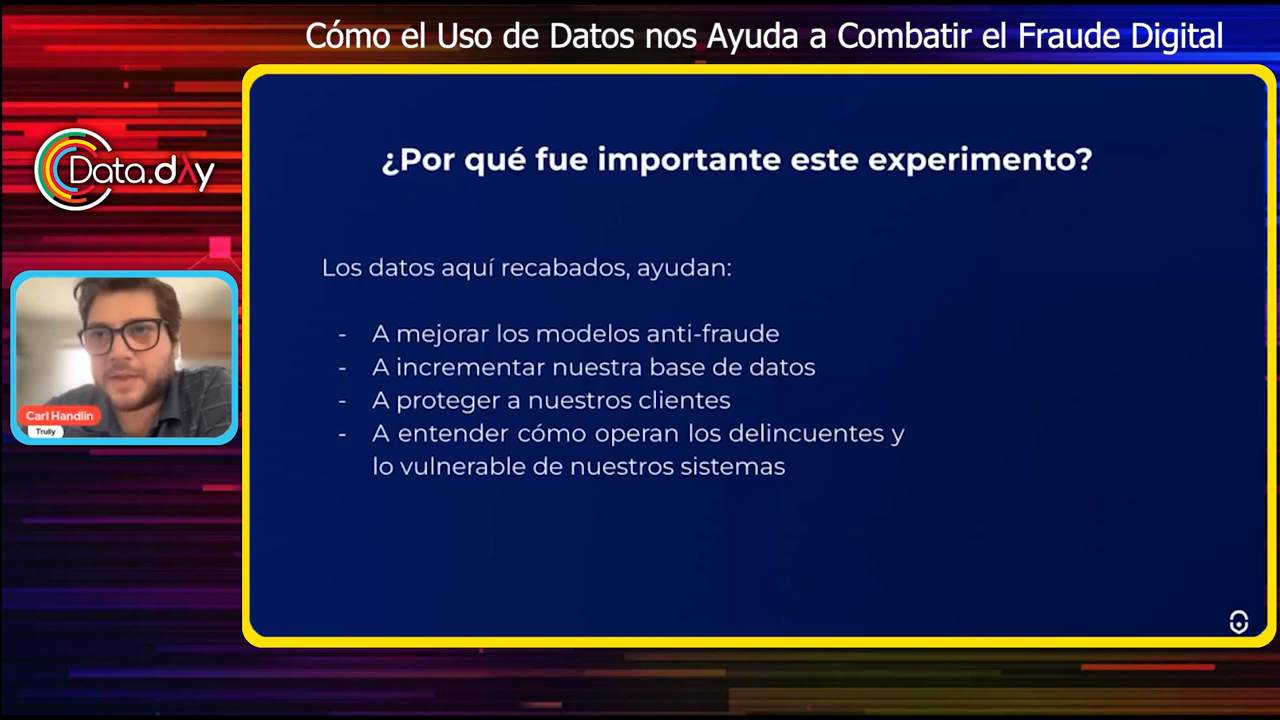 Cómo el Uso de Datos nos Ayuda a Combatir el Fraude Digital
Data.dλy
Carl Handlin
Trully
¿Por qué fue importante este experimento?
Los datos aquí recabados, ayudan:
- A mejorar los modelos anti-fraude
- A incrementar nuestra base de datos
- A proteger a nuestros clientes
- A entender cómo operan los delincuentes y
lo vulnerable de nuestros sistemas